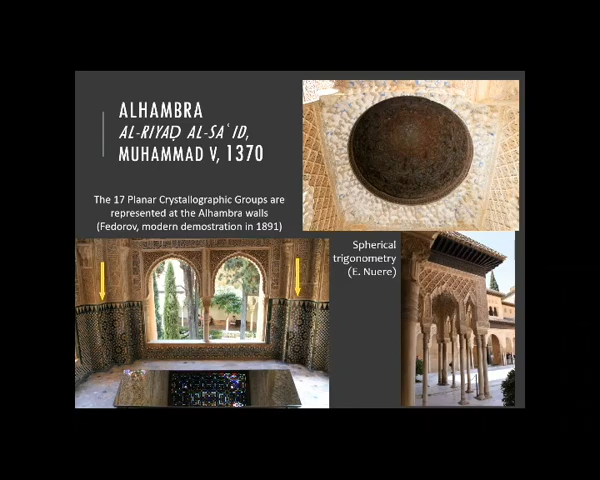 ALHAMBRA
AL-RIYAḌ AL-SAʿID,
MUHAMMAD V, 1370
The 17 Planar Crystallographic Groups are
represented at the Alhambra walls
(Fedorov, modern demostration in 1891)
Spherical
trigonometry
(E. Nuere)